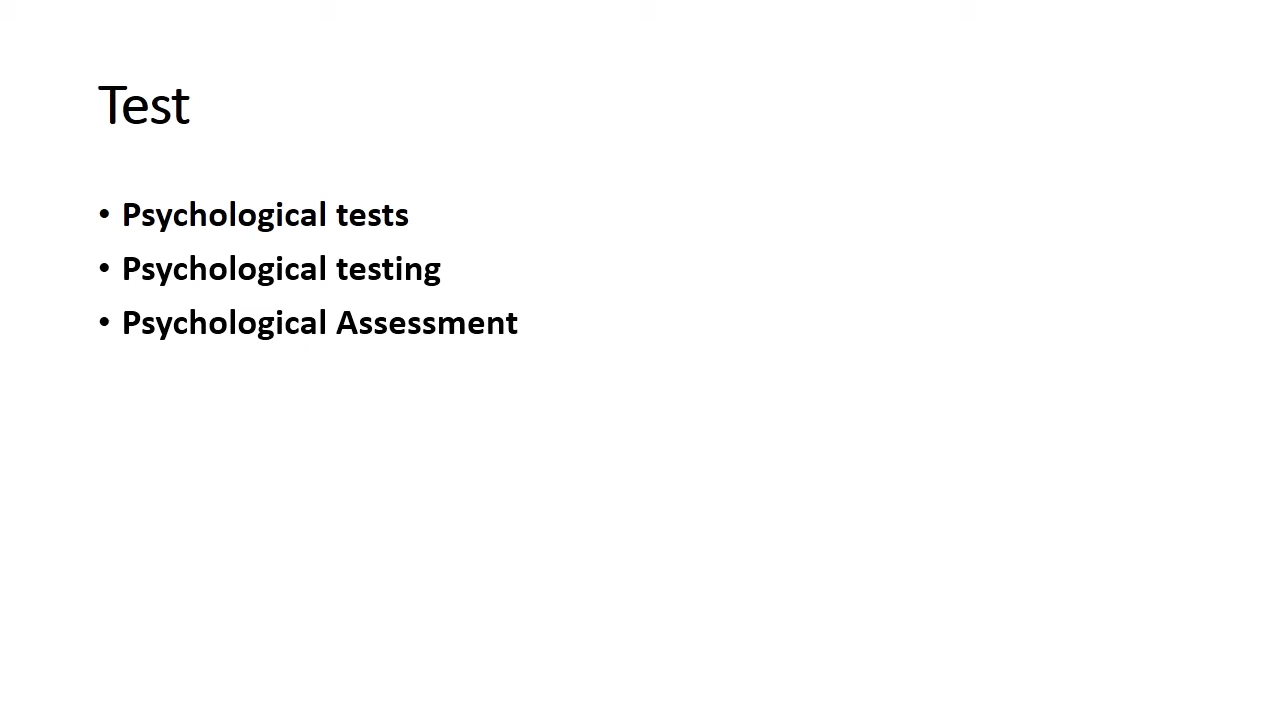 Test
• Psychological tests
• Psychological testing
• Psychological Assessment